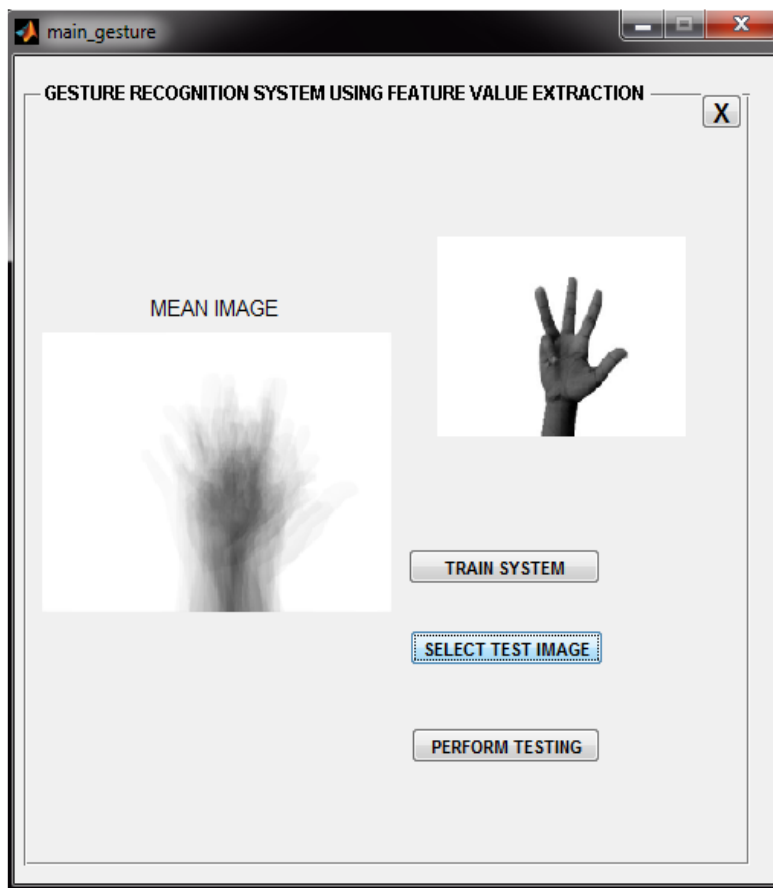 main_gesture
GESTURE RECOGNITION SYSTEM USING FEATURE VALUE EXTRACTION
X
MEAN IMAGE
TRAIN SYSTEM
SELECT TEST IMAGE
PERFORM TESTING